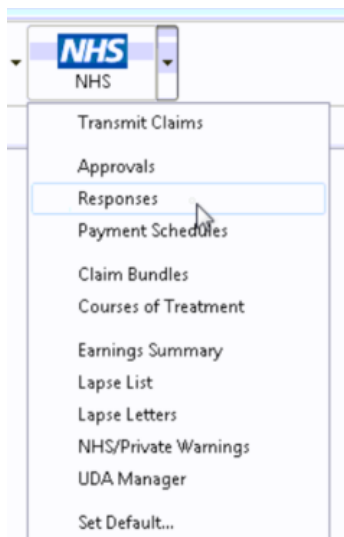 NHS
NHS
Transmit Claims
Approvals
Responses
Payment Schedules
Claim Bundles
Courses of Treatment
Earnings Summary
Lapse List
Lapse Letters
NHS/Private Warnings
UDA Manager
Set Default...